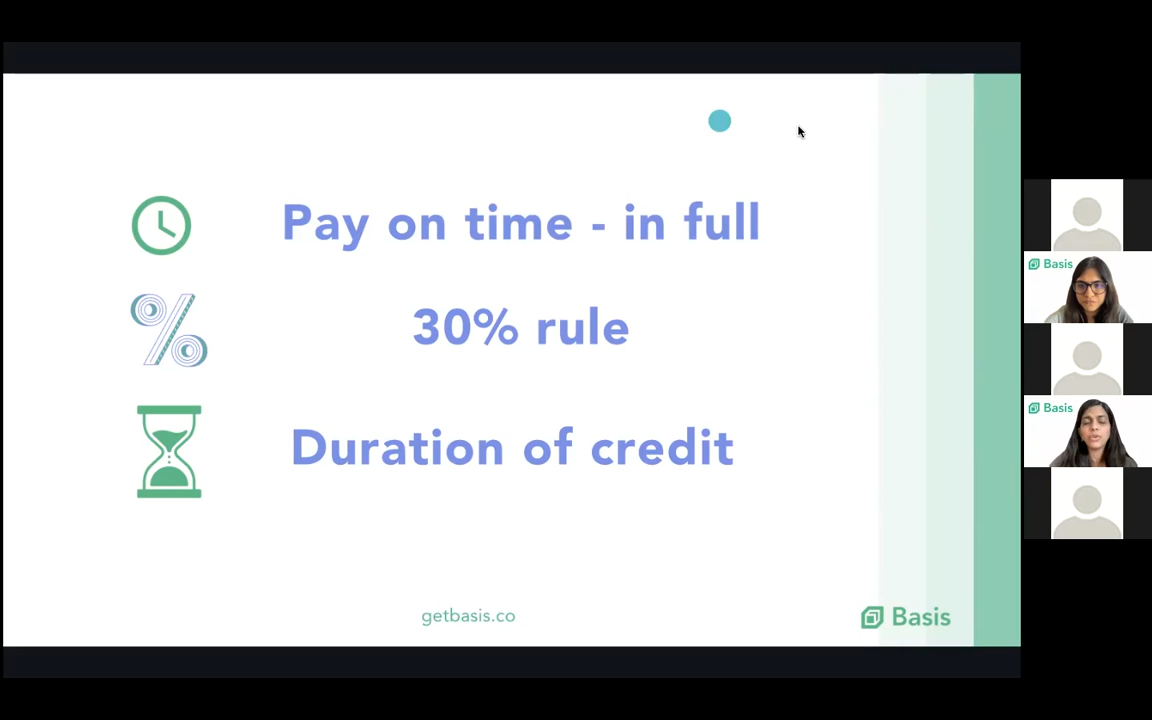 Pay on time - in full
30% rule
Duration of credit
getbasis.co
Basis
Basis
Basis